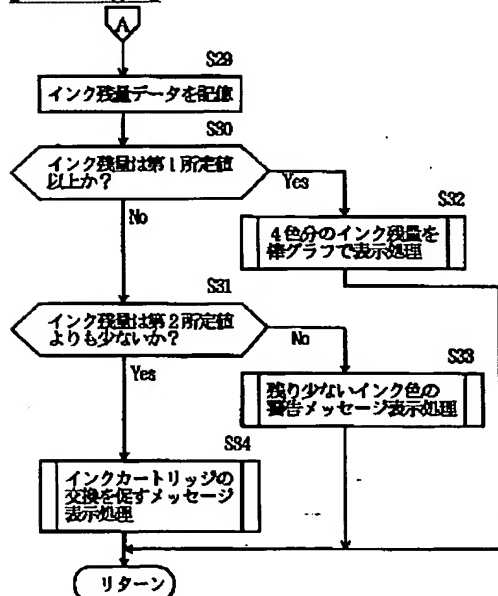 A
S29
インク残量データを記憶
S30
インク残量は第1所定値
以上か?
Yes
No
S32
4色分のインク残量を
棒グラフで表示処理
S31
インク残量は第2所定値
よりも少ないか?
No
Yes
S33
残り少ないインク色の
警告メッセージ表示処理
S34
インクカートリッジの
交換を促すメッセージ
表示処理
リターン